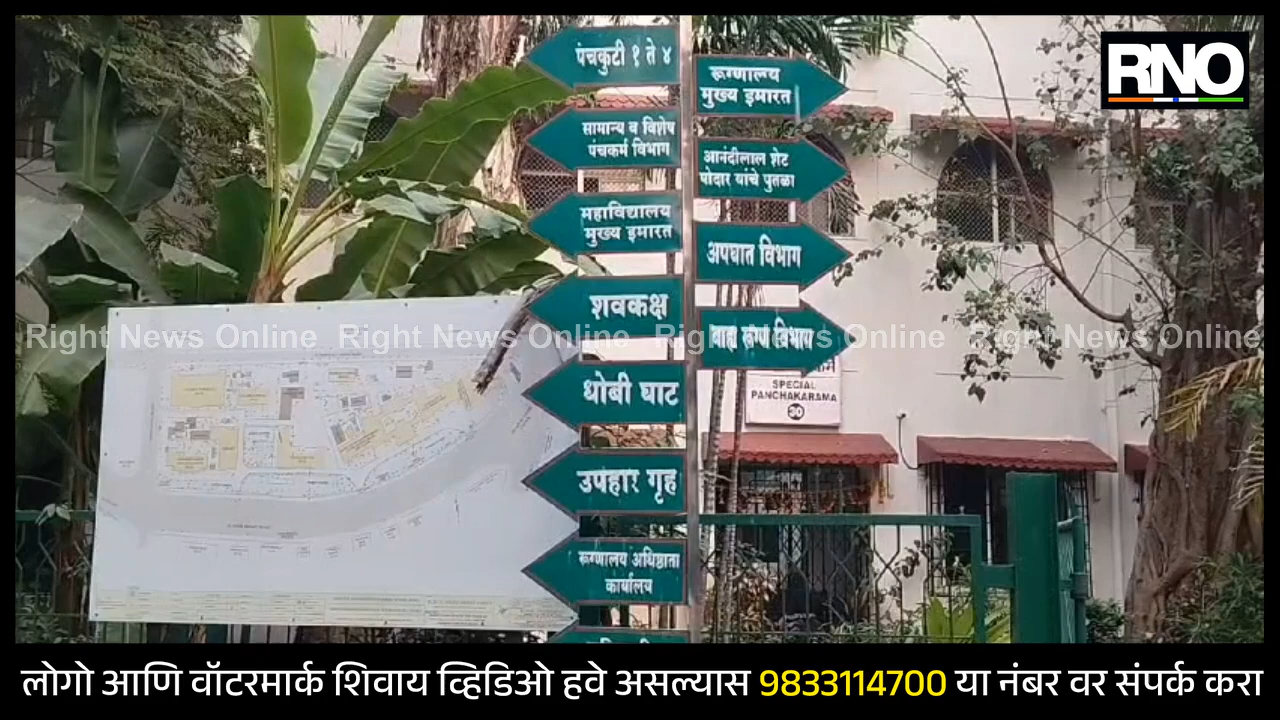 RNO
पंचकुटी १ ते ४
सामान्य व विशेष
पंचकर्म विभाग
महाविद्यालय
मुख्य इमारत
शवकक्ष
धोबी घाट
उपहार गृह
रूग्णालय अधिष्ठाता
कार्यालय
रूग्णालय
मुख्य इमारत
आनंदीलाल शेट
पोदार यांचे पुतळा
अपघात विभाग
बाह्य रूग्ण विभाग
SPECIAL
PANCHAKARAMA
30
Right News Online Right News Online Right News Online Right News Online
लोगो आणि वॉटरमार्क शिवाय व्हिडिओ हवे असल्यास 9833114700 या नंबर वर संपर्क करा